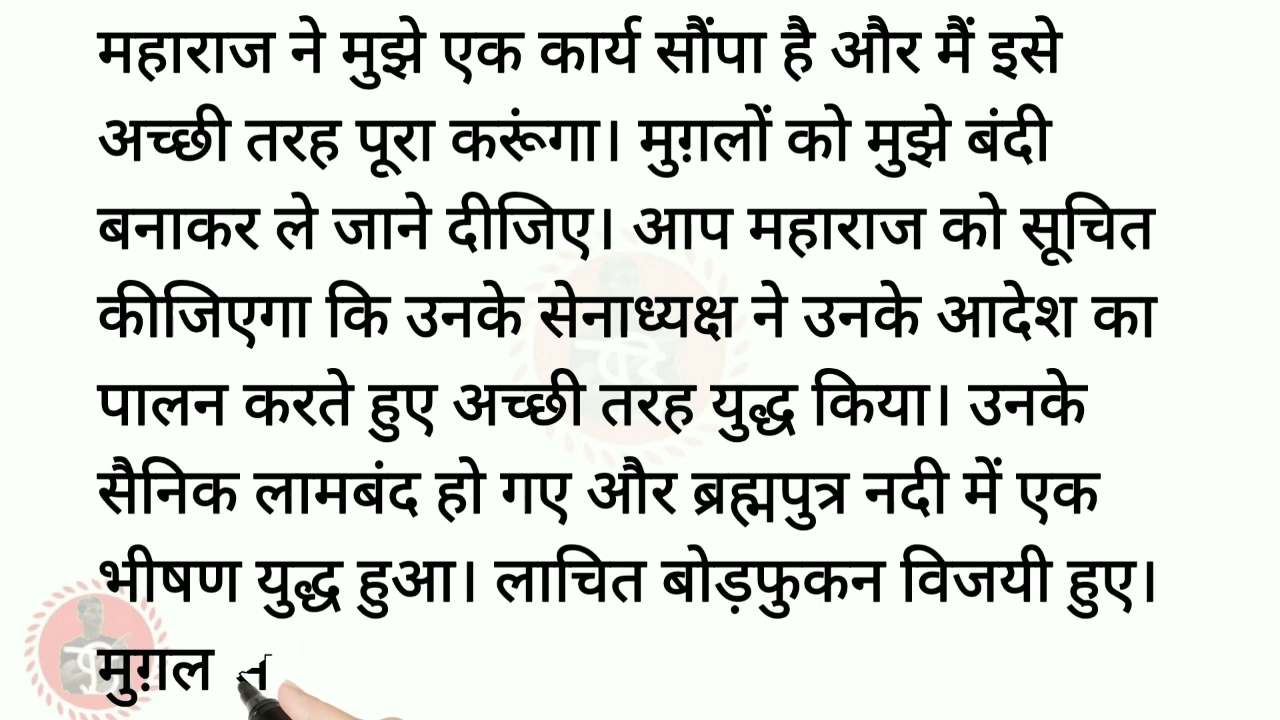 महाराज ने मुझे एक कार्य सौंपा है और मैं इसे
अच्छी तरह पूरा करूंगा। मुग़लों को मुझे बंदी
बनाकर ले जाने दीजिए। आप महाराज को सूचित
कीजिएगा कि उनके सेनाध्यक्ष ने उनके आदेश का
पालन करते हुए अच्छी तरह युद्ध किया। उनके
सैनिक लामबंद हो गए और ब्रह्मपुत्र नदी में एक
भीषण युद्ध हुआ। लाचित बोड़फुकन विजयी हुए।
मुग़ल